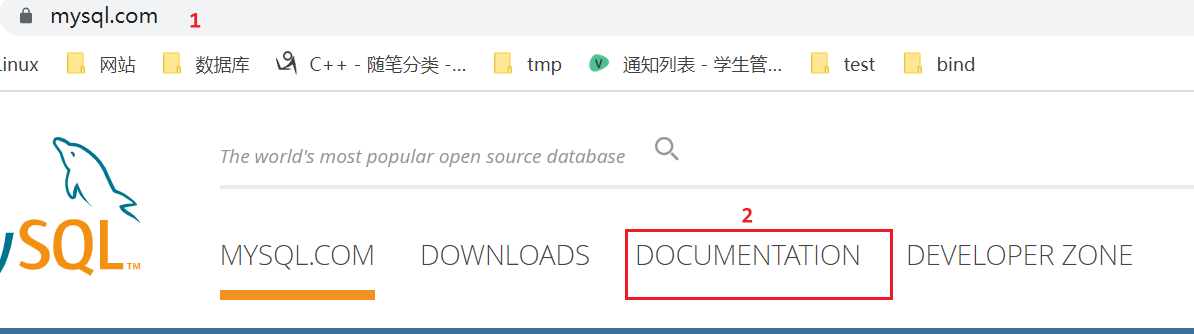 mysql.com 1
Linux 网站 数据库 C++ - 随笔分类 -... tmp V 通知列表 - 学生管... test bind
The world's most popular open source database
2
MySQL™
MYSQL.COM DOWNLOADS DOCUMENTATION DEVELOPER ZONE